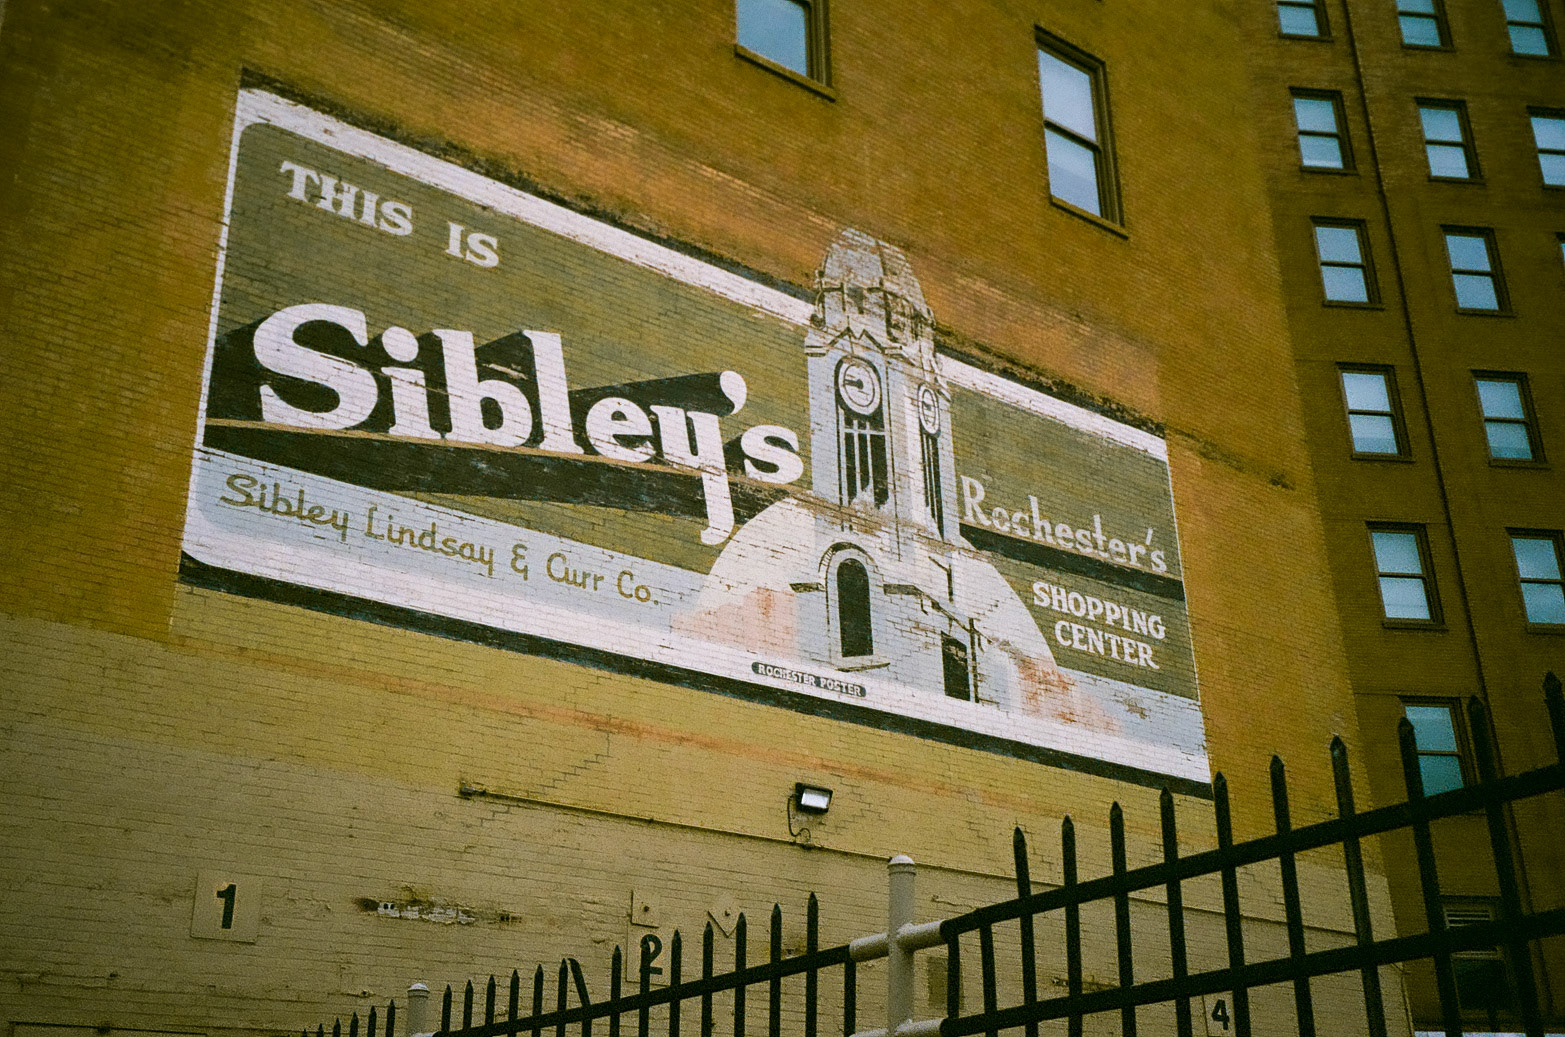 THIS IS
Sibley's
Sibley Lindsay & Curr Co.
Rochester's
SHOPPING
CENTER
ROCHESTER POSTER
1
2
4